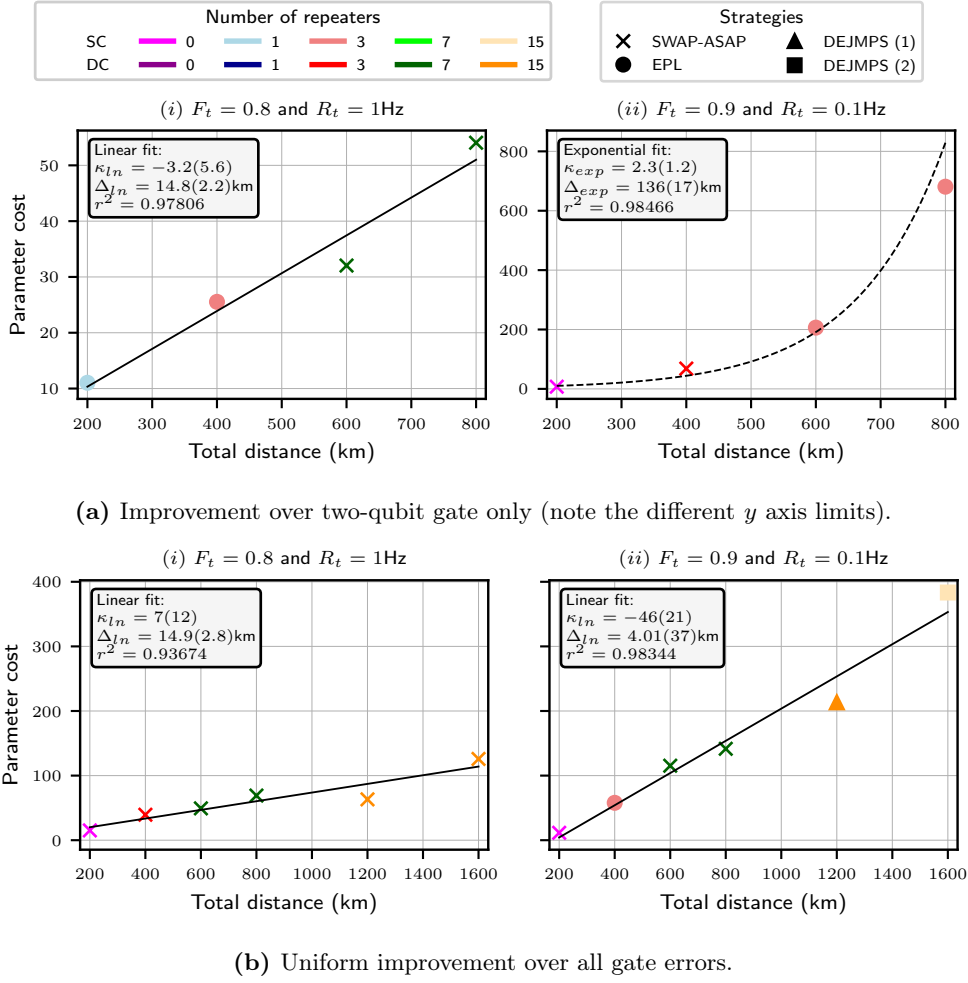 Number of repeaters
SC 0 1 3 7 15
DC 0 1 3 7 15
Strategies
SWAP-ASAP DEJMPS (1)
EPL DEJMPS (2)
(i) F_t = 0.8 and R_t = 1Hz
Linear fit:
κ_ln = −3.2(5.6)
Δ_ln = 14.8(2.2)km
r² = 0.97806
Parameter cost
50
40
30
20
10
200 300 400 500 600 700 800
Total distance (km)
(ii) F_t = 0.9 and R_t = 0.1Hz
Exponential fit:
κ_exp = 2.3(1.2)
Δ_exp = 136(17)km
r² = 0.98466
800
600
400
200
0
200 300 400 500 600 700 800
Total distance (km)
(a) Improvement over two-qubit gate only (note the different y axis limits).
(i) F_t = 0.8 and R_t = 1Hz
Linear fit:
κ_ln = 7(12)
Δ_ln = 14.9(2.8)km
r² = 0.93674
Parameter cost
400
300
200
100
0
200 400 600 800 1000 1200 1400 1600
Total distance (km)
(ii) F_t = 0.9 and R_t = 0.1Hz
Linear fit:
κ_ln = −46(21)
Δ_ln = 4.01(37)km
r² = 0.98344
200 400 600 800 1000 1200 1400 1600
Total distance (km)
(b) Uniform improvement over all gate errors.